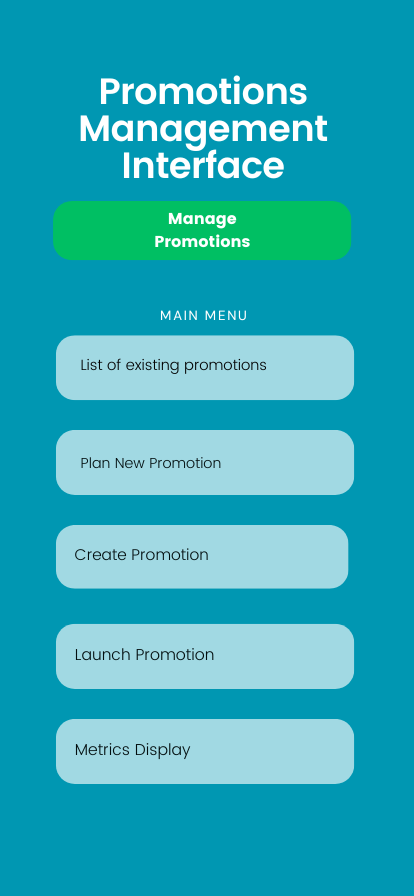 Promotions
Management
Interface
Manage
Promotions
MAIN MENU
List of existing promotions
Plan New Promotion
Create Promotion
Launch Promotion
Metrics Display